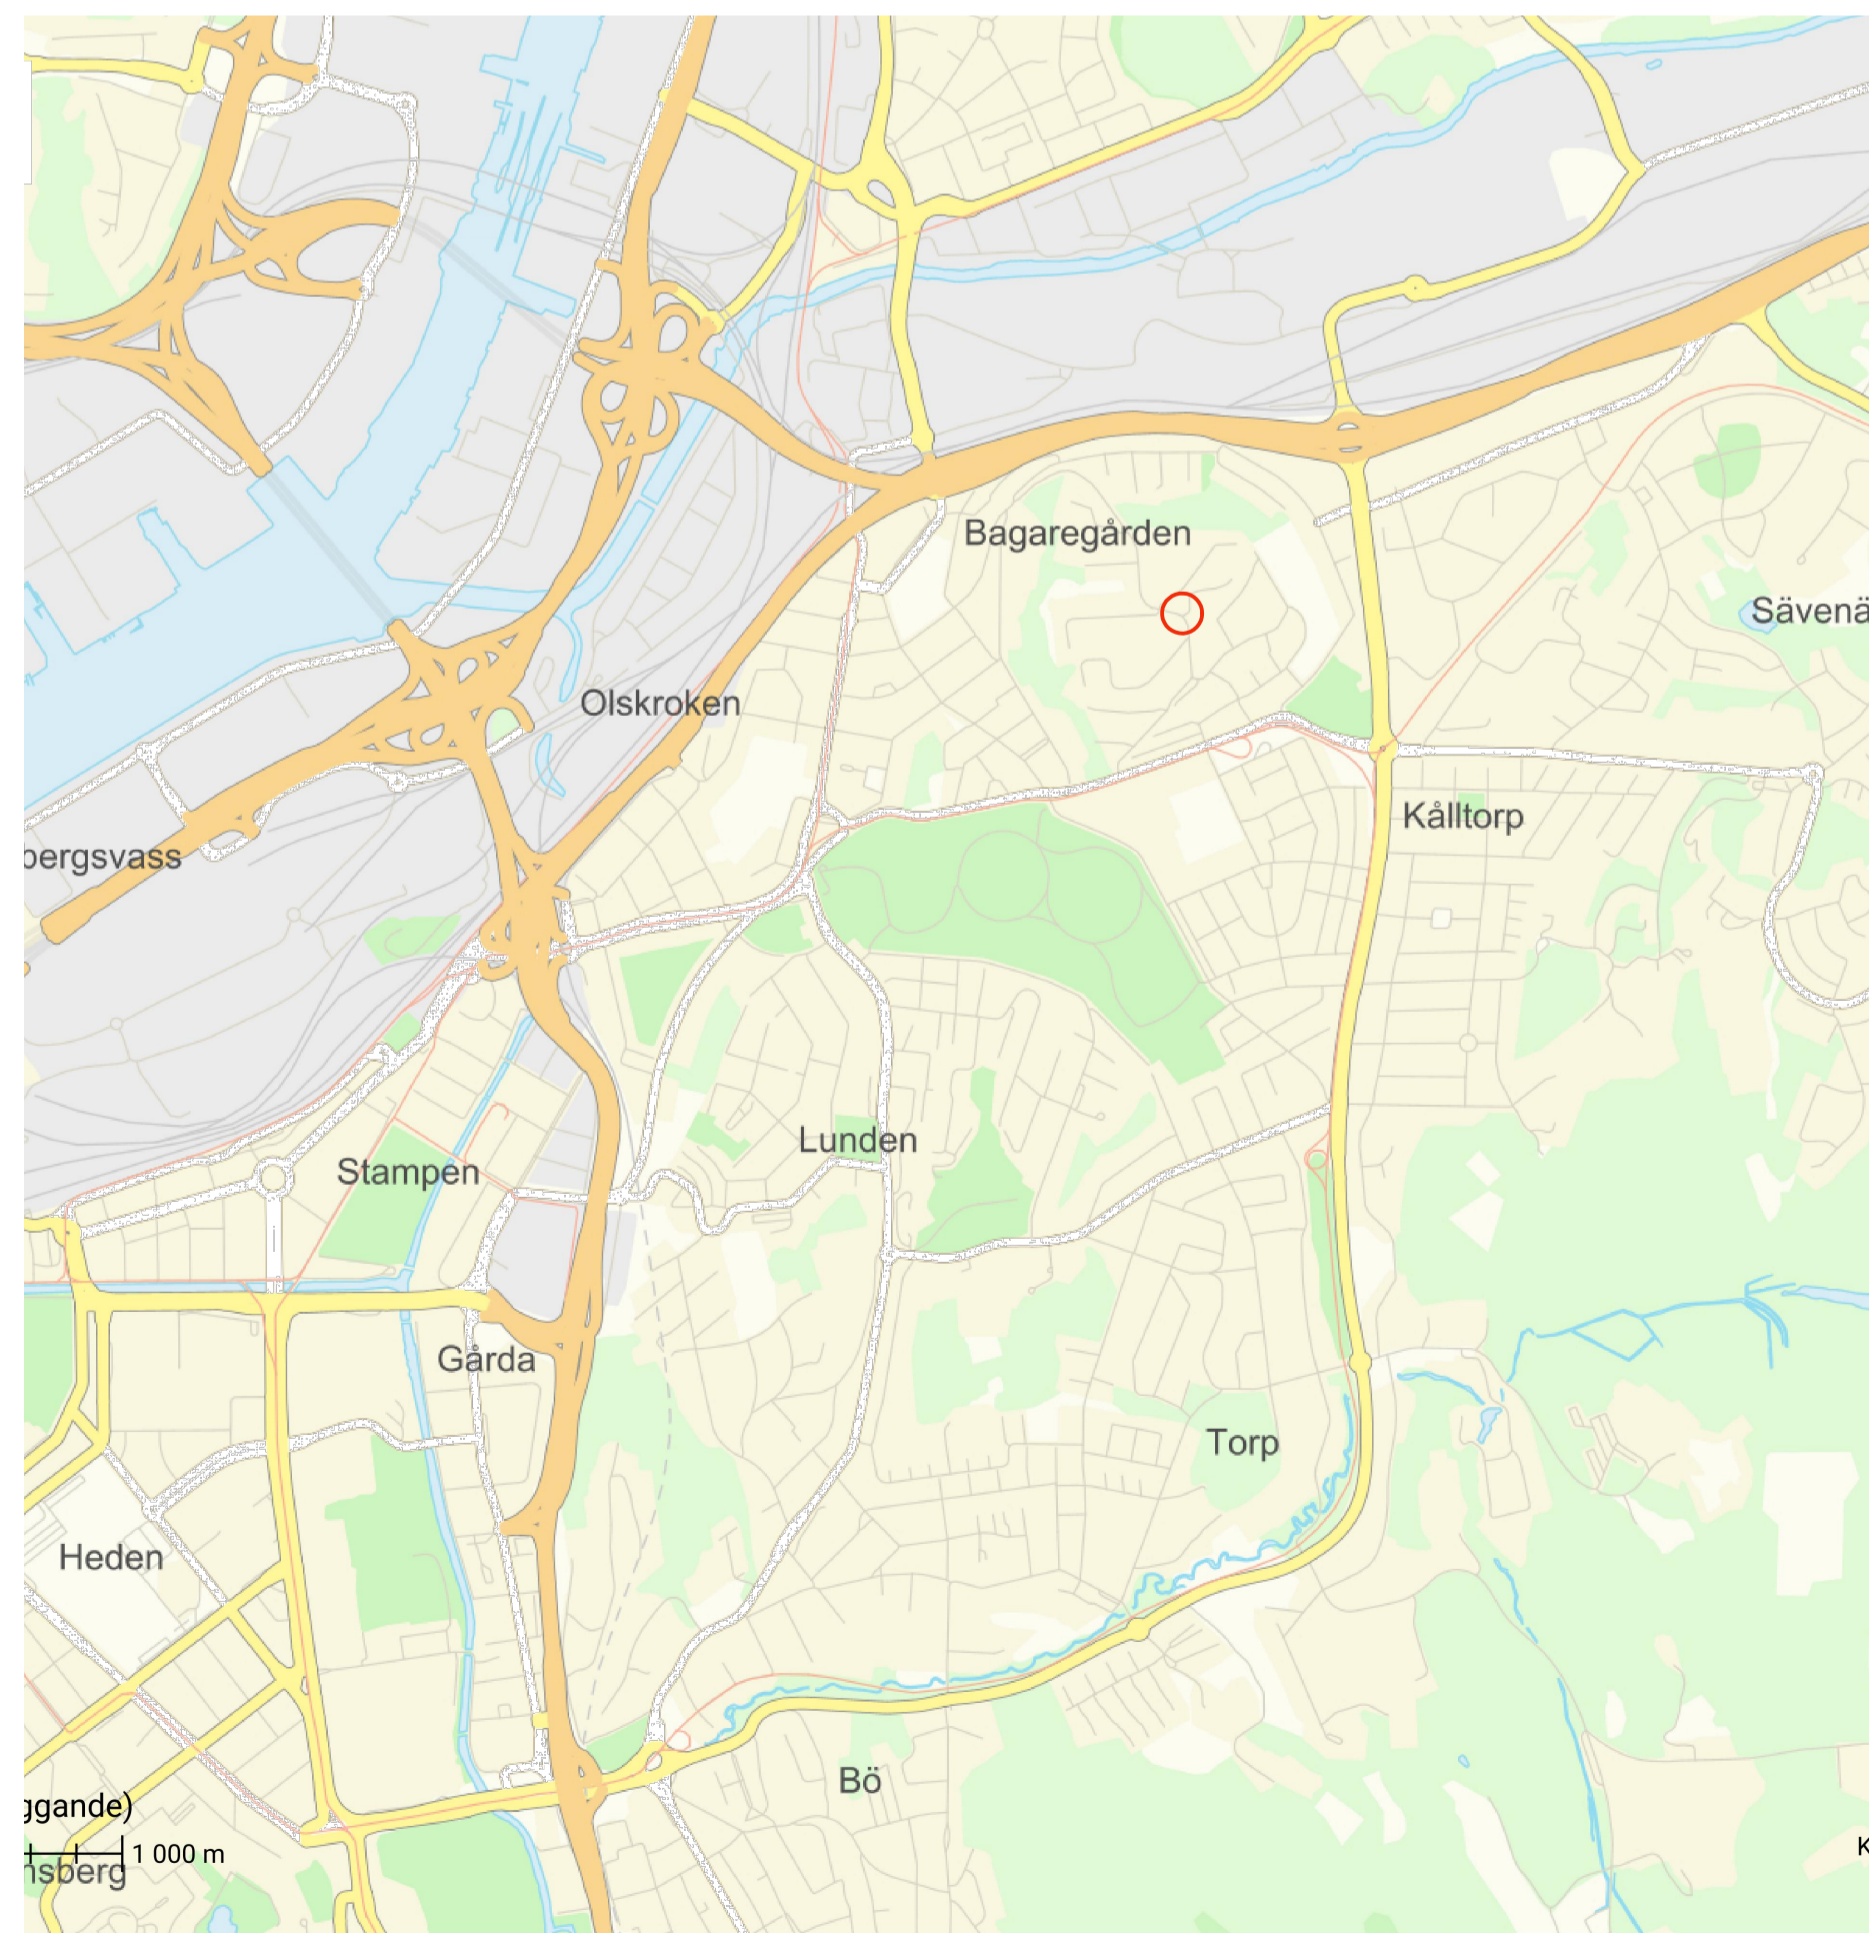 Bagaregården
Sävenä
Olskroken
Kålltorp
bergsvass
Lunden
Stampen
Gårda
Torp
Heden
Bö
ggande)
1 000 m
nsberg
K